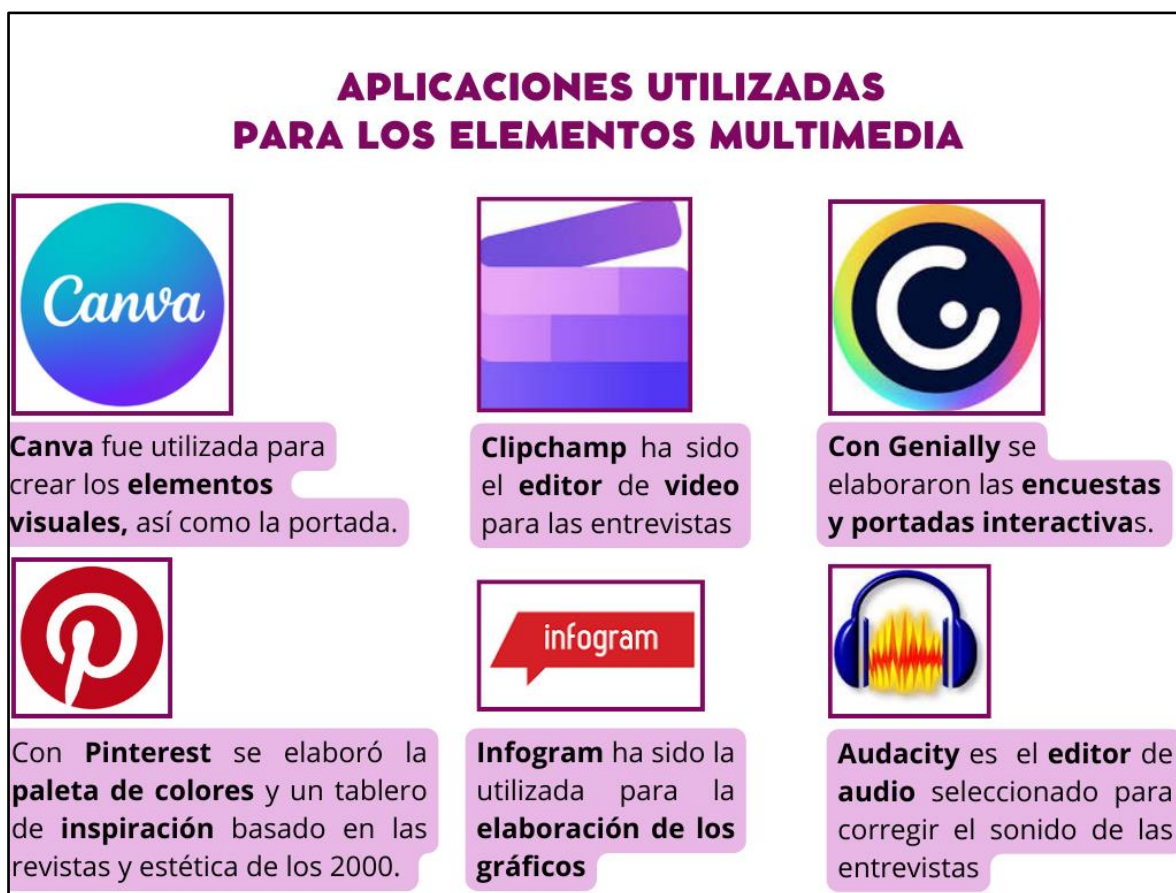 APLICACIONES UTILIZADAS
PARA LOS ELEMENTOS MULTIMEDIA
Canva
Canva fue utilizada para
crear los elementos
visuales, así como la portada.
Clipchamp ha sido
el editor de video
para las entrevistas
Con Genially se
elaboraron las encuestas
y portadas interactivas.
infogram
Con Pinterest se elaboró la
paleta de colores y un tablero
de inspiración basado en las
revistas y estética de los 2000.
Infogram ha sido la
utilizada para la
elaboración de los
gráficos
Audacity es el editor de
audio seleccionado para
corregir el sonido de las
entrevistas